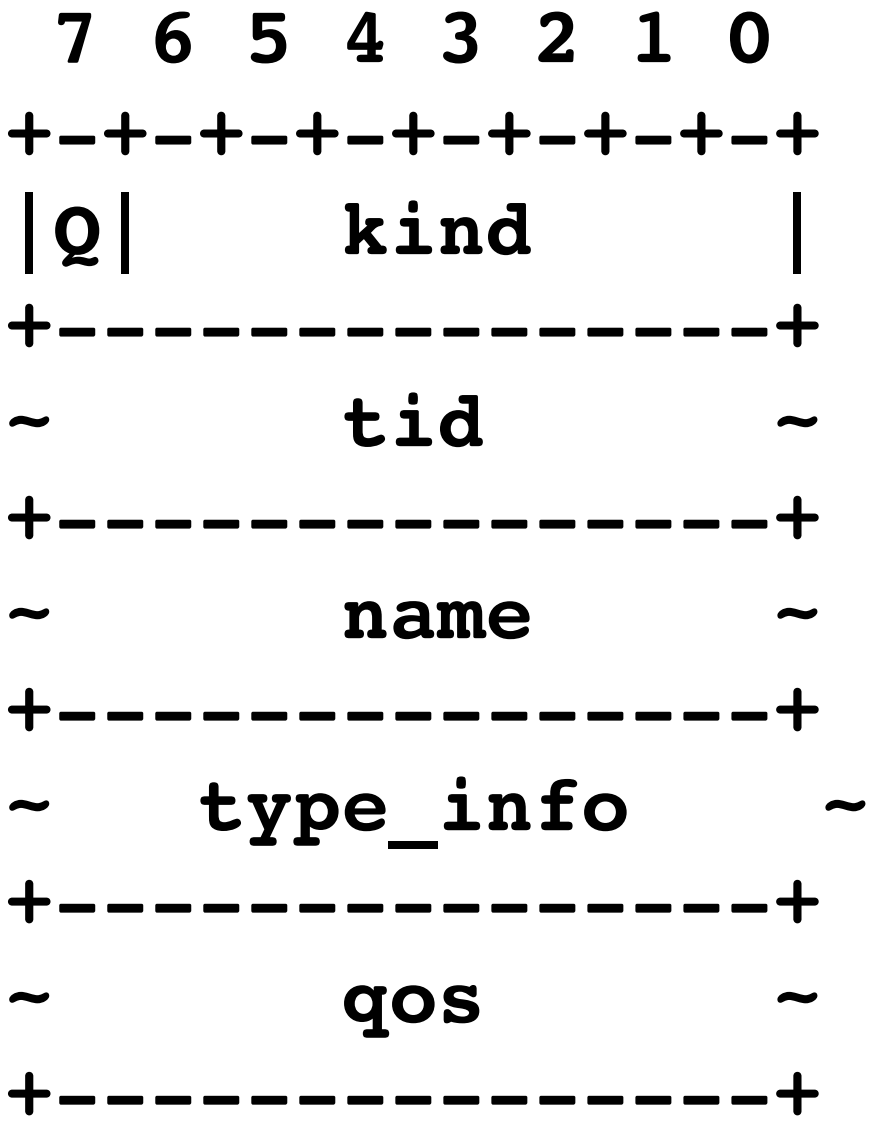 7 6 5 4 3 2 1 0
+-+-+-+-+-+-+-+-+
|Q|    kind     |
+---------------+
~      tid      ~
+---------------+
~      name     ~
+---------------+
~   type_info    ~
+---------------+
~      qos      ~
+---------------+